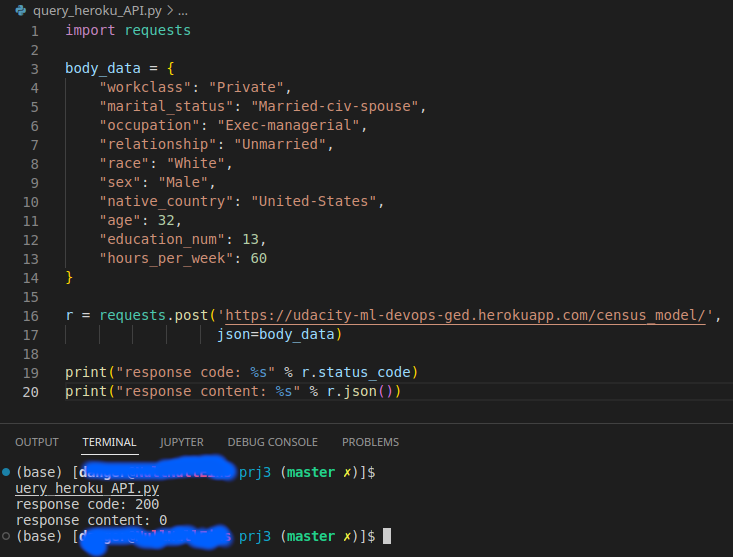 query_heroku_API.py > ...
1 import requests
2
3 body_data = {
4 "workclass": "Private",
5 "marital_status": "Married-civ-spouse",
6 "occupation": "Exec-managerial",
7 "relationship": "Unmarried",
8 "race": "White",
9 "sex": "Male",
10 "native_country": "United-States",
11 "age": 32,
12 "education_num": 13,
13 "hours_per_week": 60
14 }
15
16 r = requests.post('https://udacity-ml-devops-ged.herokuapp.com/census_model/',
17 json=body_data)
18
19 print("response code: %s" % r.status_code)
20 print("response content: %s" % r.json())
OUTPUT TERMINAL JUPYTER DEBUG CONSOLE PROBLEMS
(base) [ prj3 (master ✗)]$
uery_heroku_API.py
response code: 200
response content: 0
(base) [ prj3 (master ✗)]$